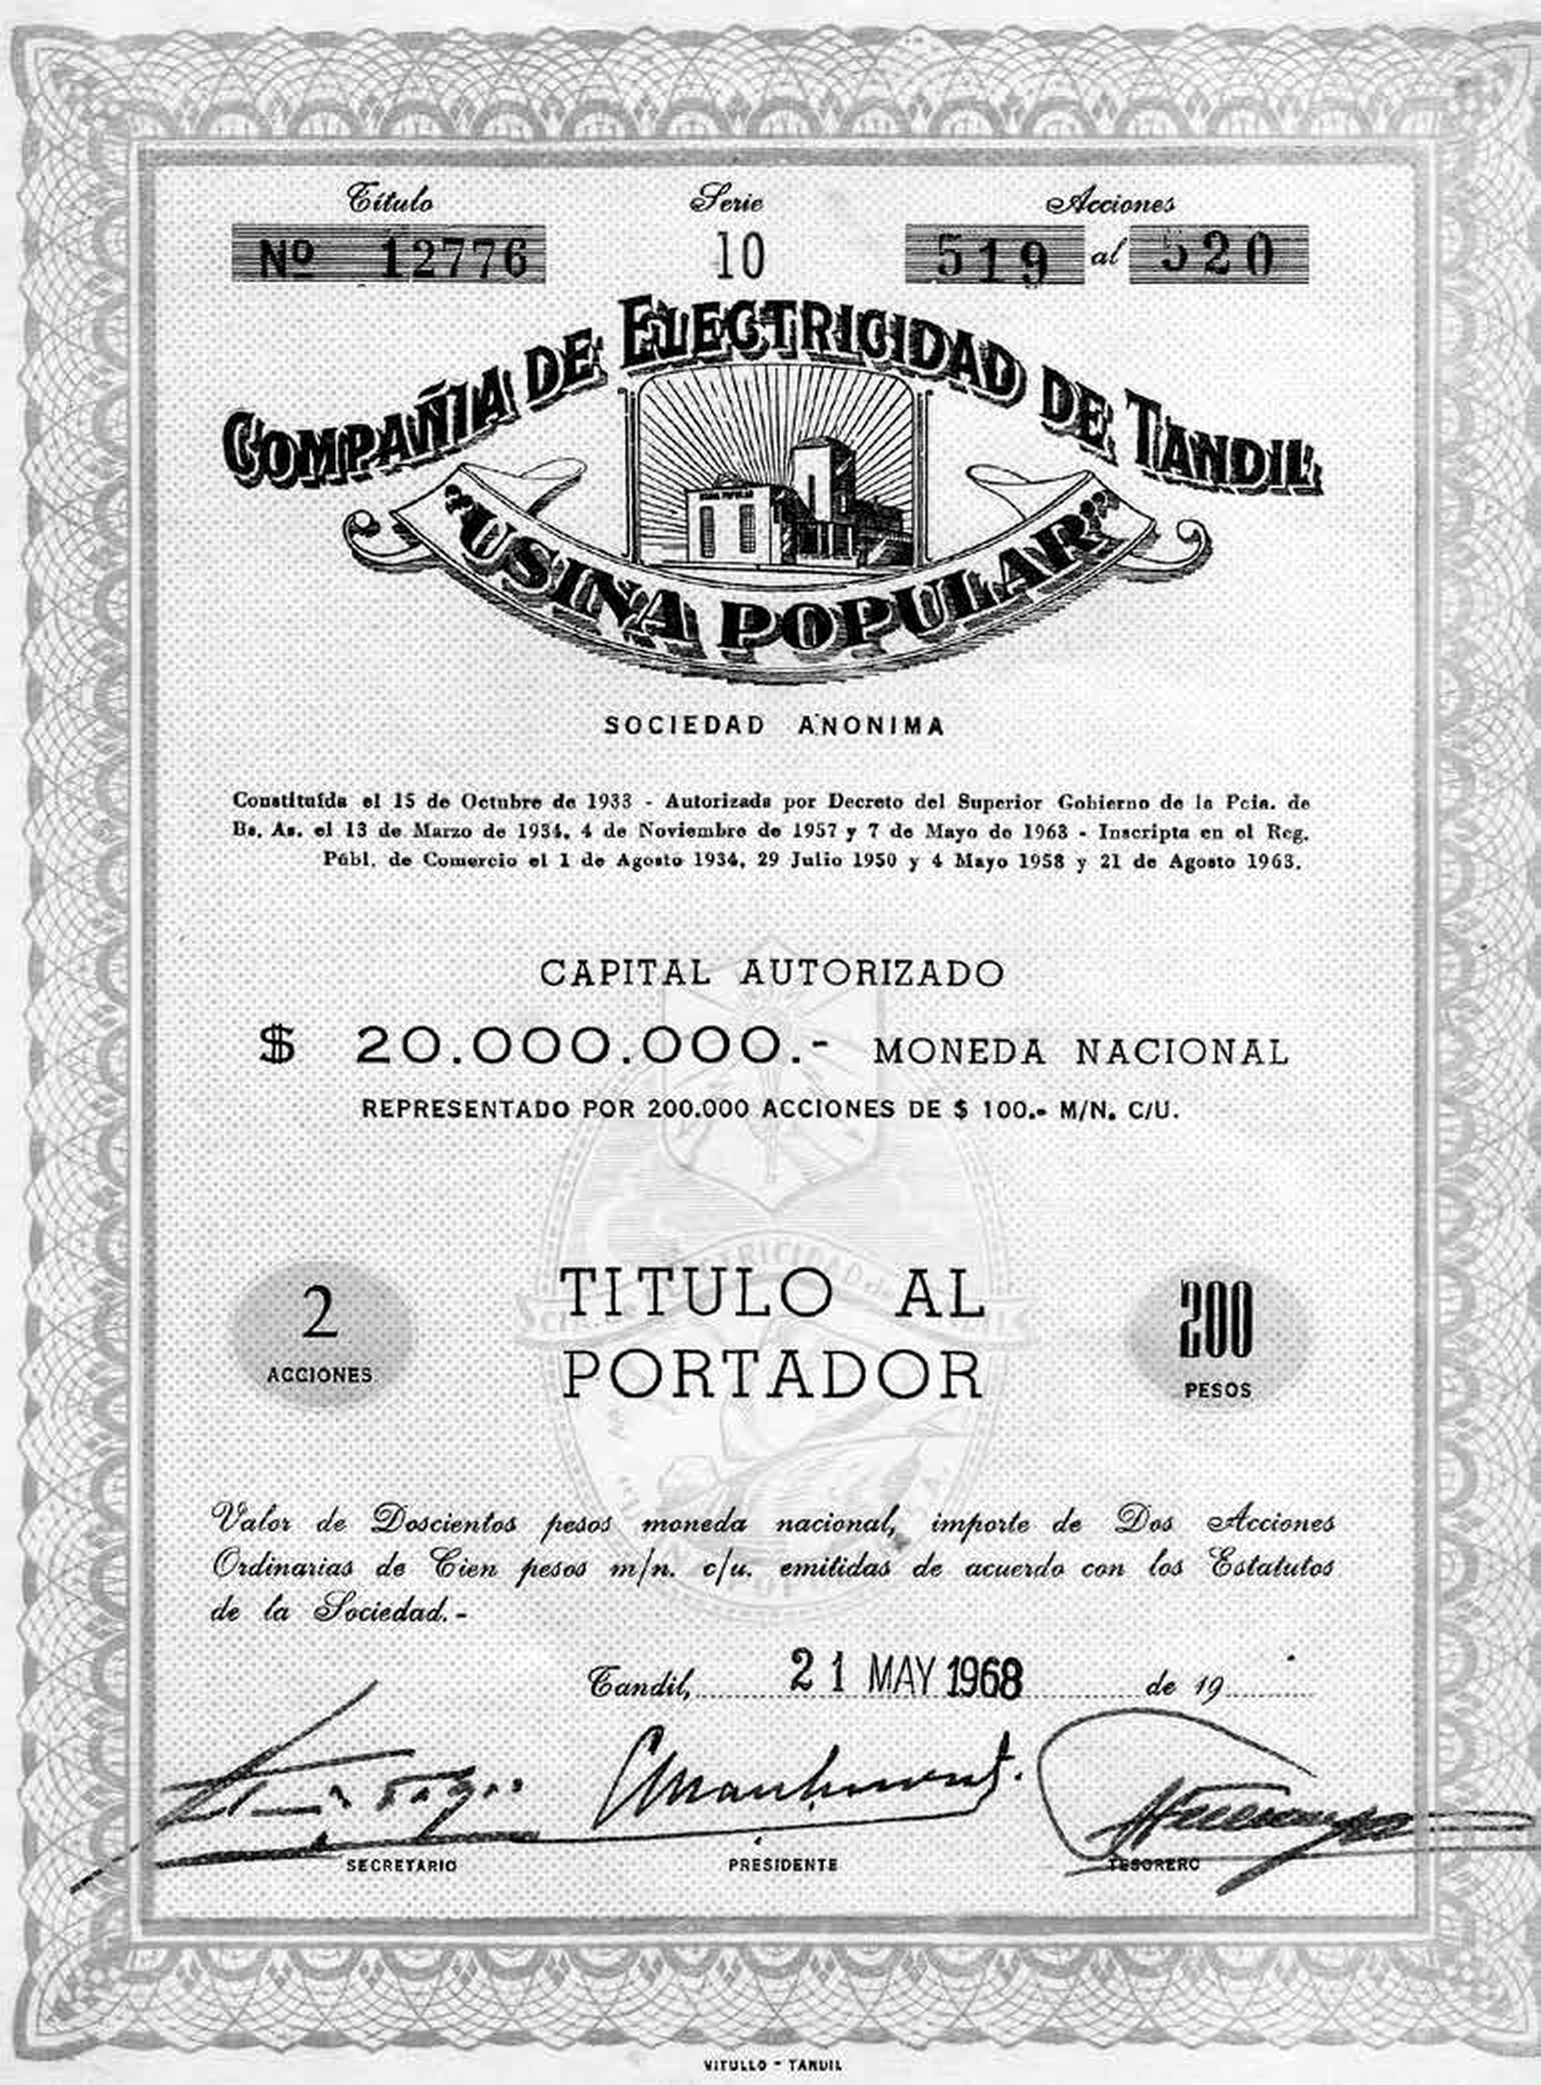 Título Serie Acciones
Nº 12776 10 519 al 520
COMPAÑIA DE ELECTRICIDAD DE TANDIL
USINA POPULAR
"USINA POPULAR"
SOCIEDAD ANONIMA
Constituída el 15 de Octubre de 1933 - Autorizada por Decreto del Superior Gobierno de la Pcia. de
Bs. As. el 13 de Marzo de 1934, 4 de Noviembre de 1957 y 7 de Mayo de 1963 - Inscripta en el Reg.
Públ. de Comercio el 1 de Agosto 1934, 29 Julio 1950 y 4 Mayo 1958 y 21 de Agosto 1963.
CAPITAL AUTORIZADO
$ 20.000.000.- MONEDA NACIONAL
REPRESENTADO POR 200.000 ACCIONES DE $ 100.- M/N. C/U.
2 TITULO AL 200
ACCIONES PORTADOR PESOS
Valor de Doscientos pesos moneda nacional, importe de Dos Acciones
Ordinarias de Cien pesos m/n. c/u. emitidas de acuerdo con los Estatutos
de la Sociedad.-
Tandil, 21 MAY 1968 de 19
SECRETARIO PRESIDENTE TESORERO
VITULLO - TANDIL